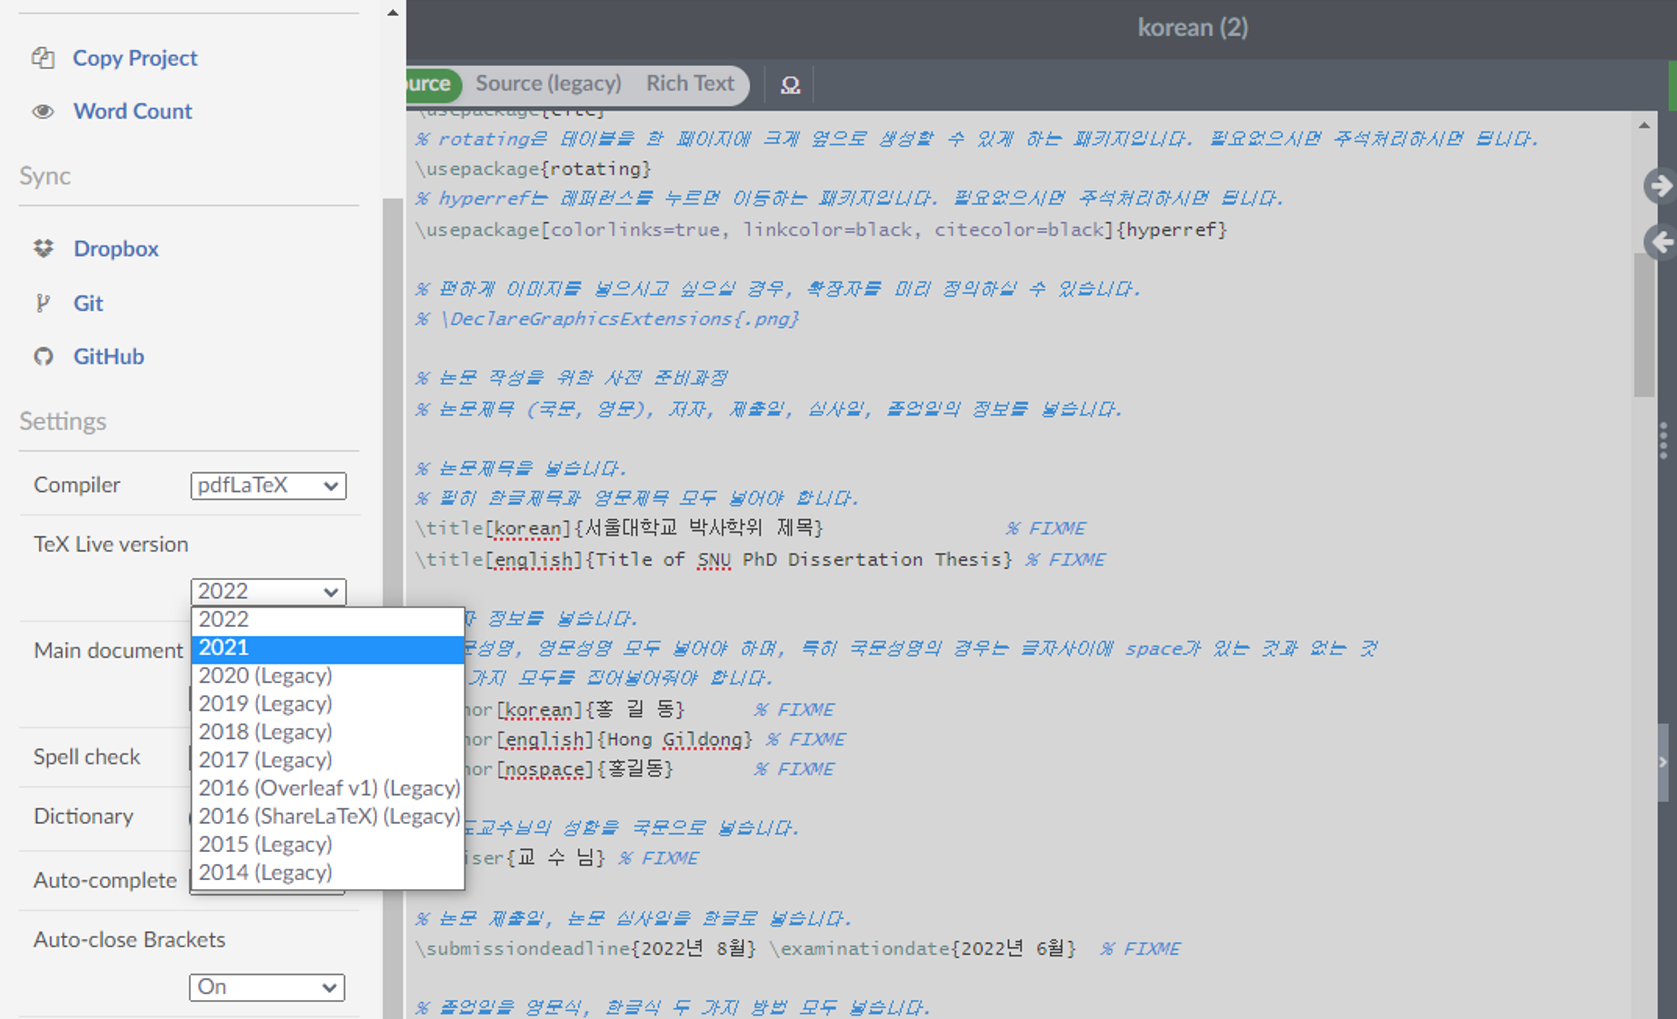 Copy Project
Word Count
Sync
Dropbox
Git
GitHub
Settings
Compiler
pdfLaTeX
TeX Live version
2022
2022
2021
2020 (Legacy)
2019 (Legacy)
2018 (Legacy)
2017 (Legacy)
2016 (Overleaf v1) (Legacy)
2016 (ShareLaTeX) (Legacy)
2015 (Legacy)
2014 (Legacy)
Main document
Spell check
Dictionary
Auto-complete
Auto-close Brackets
On
korean (2)
ource Source (legacy) Rich Text
\usepackage{cite}
% rotating은 테이블을 한 페이지에 크게 옆으로 생성할 수 있게 하는 패키지입니다. 필요없으시면 주석처리하시면 됩니다.
\usepackage{rotating}
% hyperref는 레퍼런스를 누르면 이동하는 패키지입니다. 필요없으시면 주석처리하시면 됩니다.
\usepackage[colorlinks=true, linkcolor=black, citecolor=black]{hyperref}
% 편하게 이미지를 넣으시고 싶으실 경우, 확장자를 미리 정의하실 수 있습니다.
% \DeclareGraphicsExtensions{.png}
% 논문 작성을 위한 사전 준비과정
% 논문제목 (국문, 영문), 저자, 제출일, 심사일, 졸업일의 정보를 넣습니다.
% 논문제목을 넣습니다.
% 필히 한글제목과 영문제목 모두 넣어야 합니다.
\title[korean]{서울대학교 박사학위 제목} % FIXME
\title[english]{Title of SNU PhD Dissertation Thesis} % FIXME
자 정보를 넣습니다.
문성명, 영문성명 모두 넣어야 하며, 특히 국문성명의 경우는 글자사이에 space가 있는 것과 없는 것
가지 모두를 집어넣어줘야 합니다.
hor[korean]{홍 길 동} % FIXME
hor[english]{Hong Gildong} % FIXME
hor[nospace]{홍길동} % FIXME
도교수님의 성함을 국문으로 넣습니다.
iser{교 수 님} % FIXME
% 논문 제출일, 논문 심사일을 한글로 넣습니다.
\submissiondeadline{2022년 8월} \examinationdate{2022년 6월} % FIXME
% 졸업일을 영문식, 한글식 두 가지 방법 모두 넣습니다.